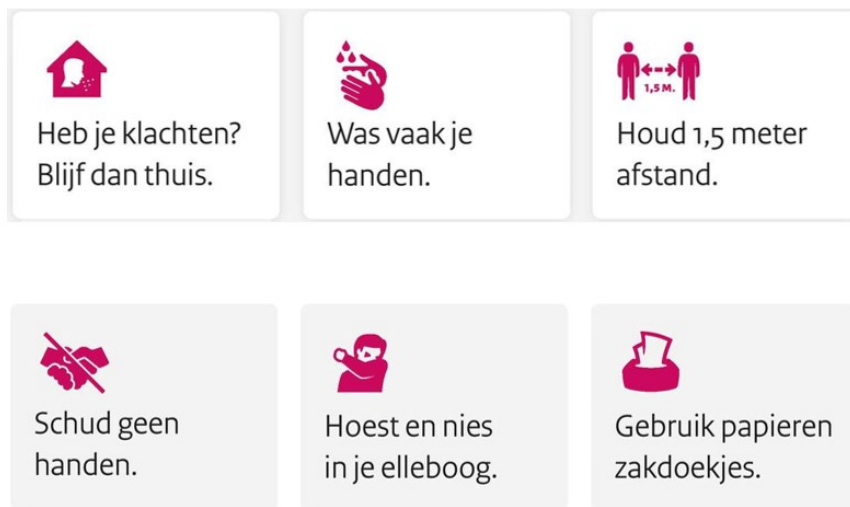 Heb je klachten?
Blijf dan thuis.
Was vaak je
handen.
1,5 M.
Houd 1,5 meter
afstand.
Schud geen
handen.
Hoest en nies
in je elleboog.
Gebruik papieren
zakdoekjes.